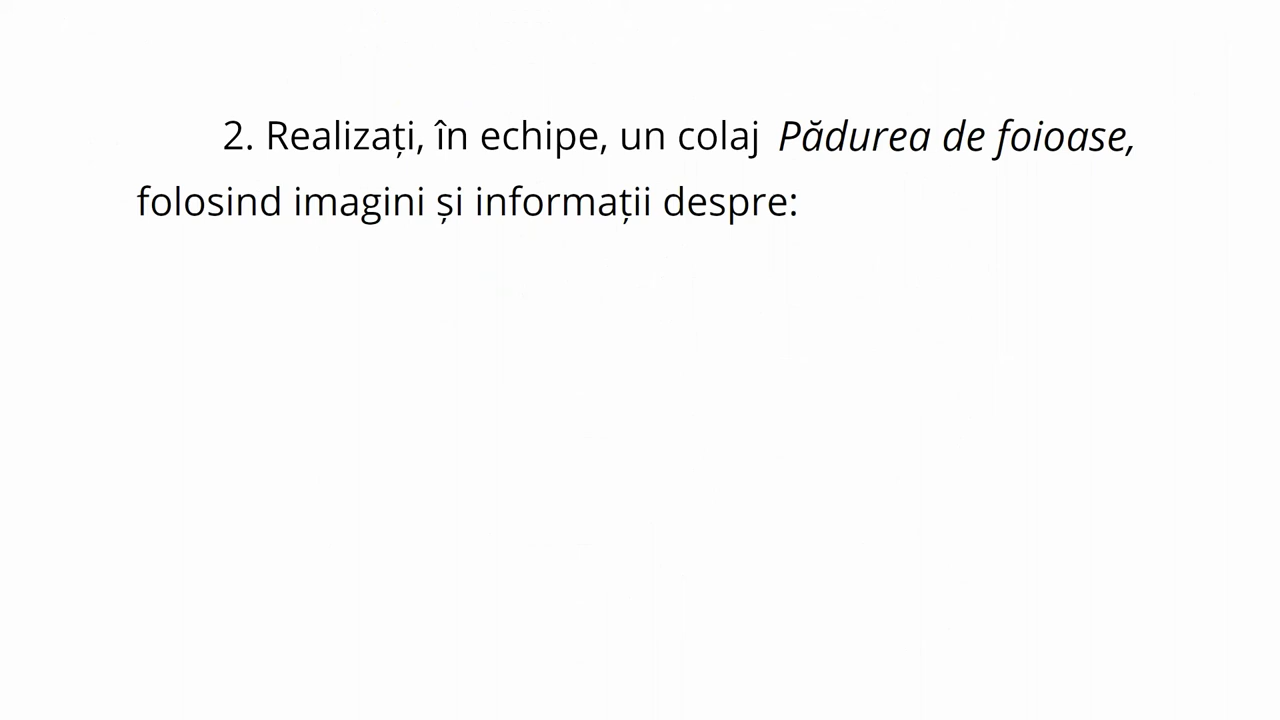 2. Realizați, în echipe, un colaj Pădurea de foioase,
folosind imagini și informații despre: